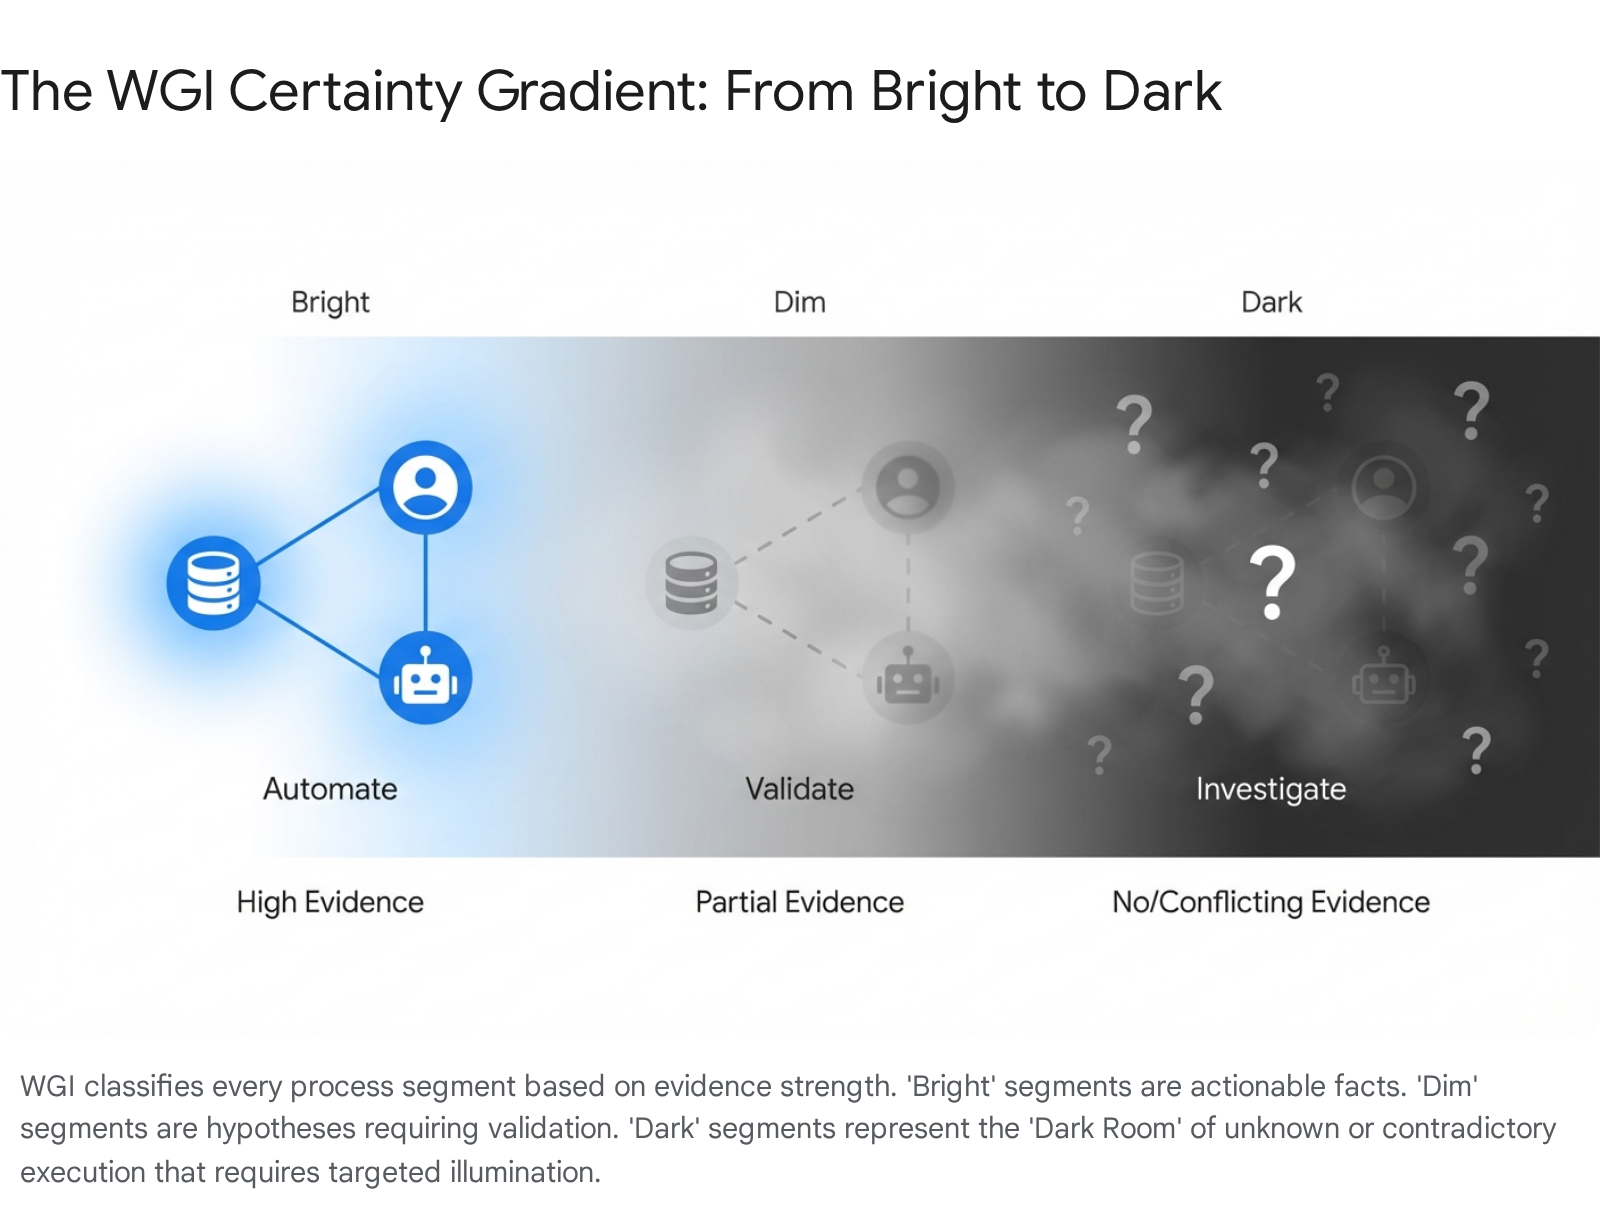 The WGI Certainty Gradient: From Bright to Dark
Bright
Dim
Dark
?
?
?
?
?
?
?
?
?
?
?
?
Automate
Validate
Investigate
High Evidence
Partial Evidence
No/Conflicting Evidence
WGI classifies every process segment based on evidence strength. 'Bright' segments are actionable facts. 'Dim'
segments are hypotheses requiring validation. 'Dark' segments represent the 'Dark Room' of unknown or contradictory
execution that requires targeted illumination.